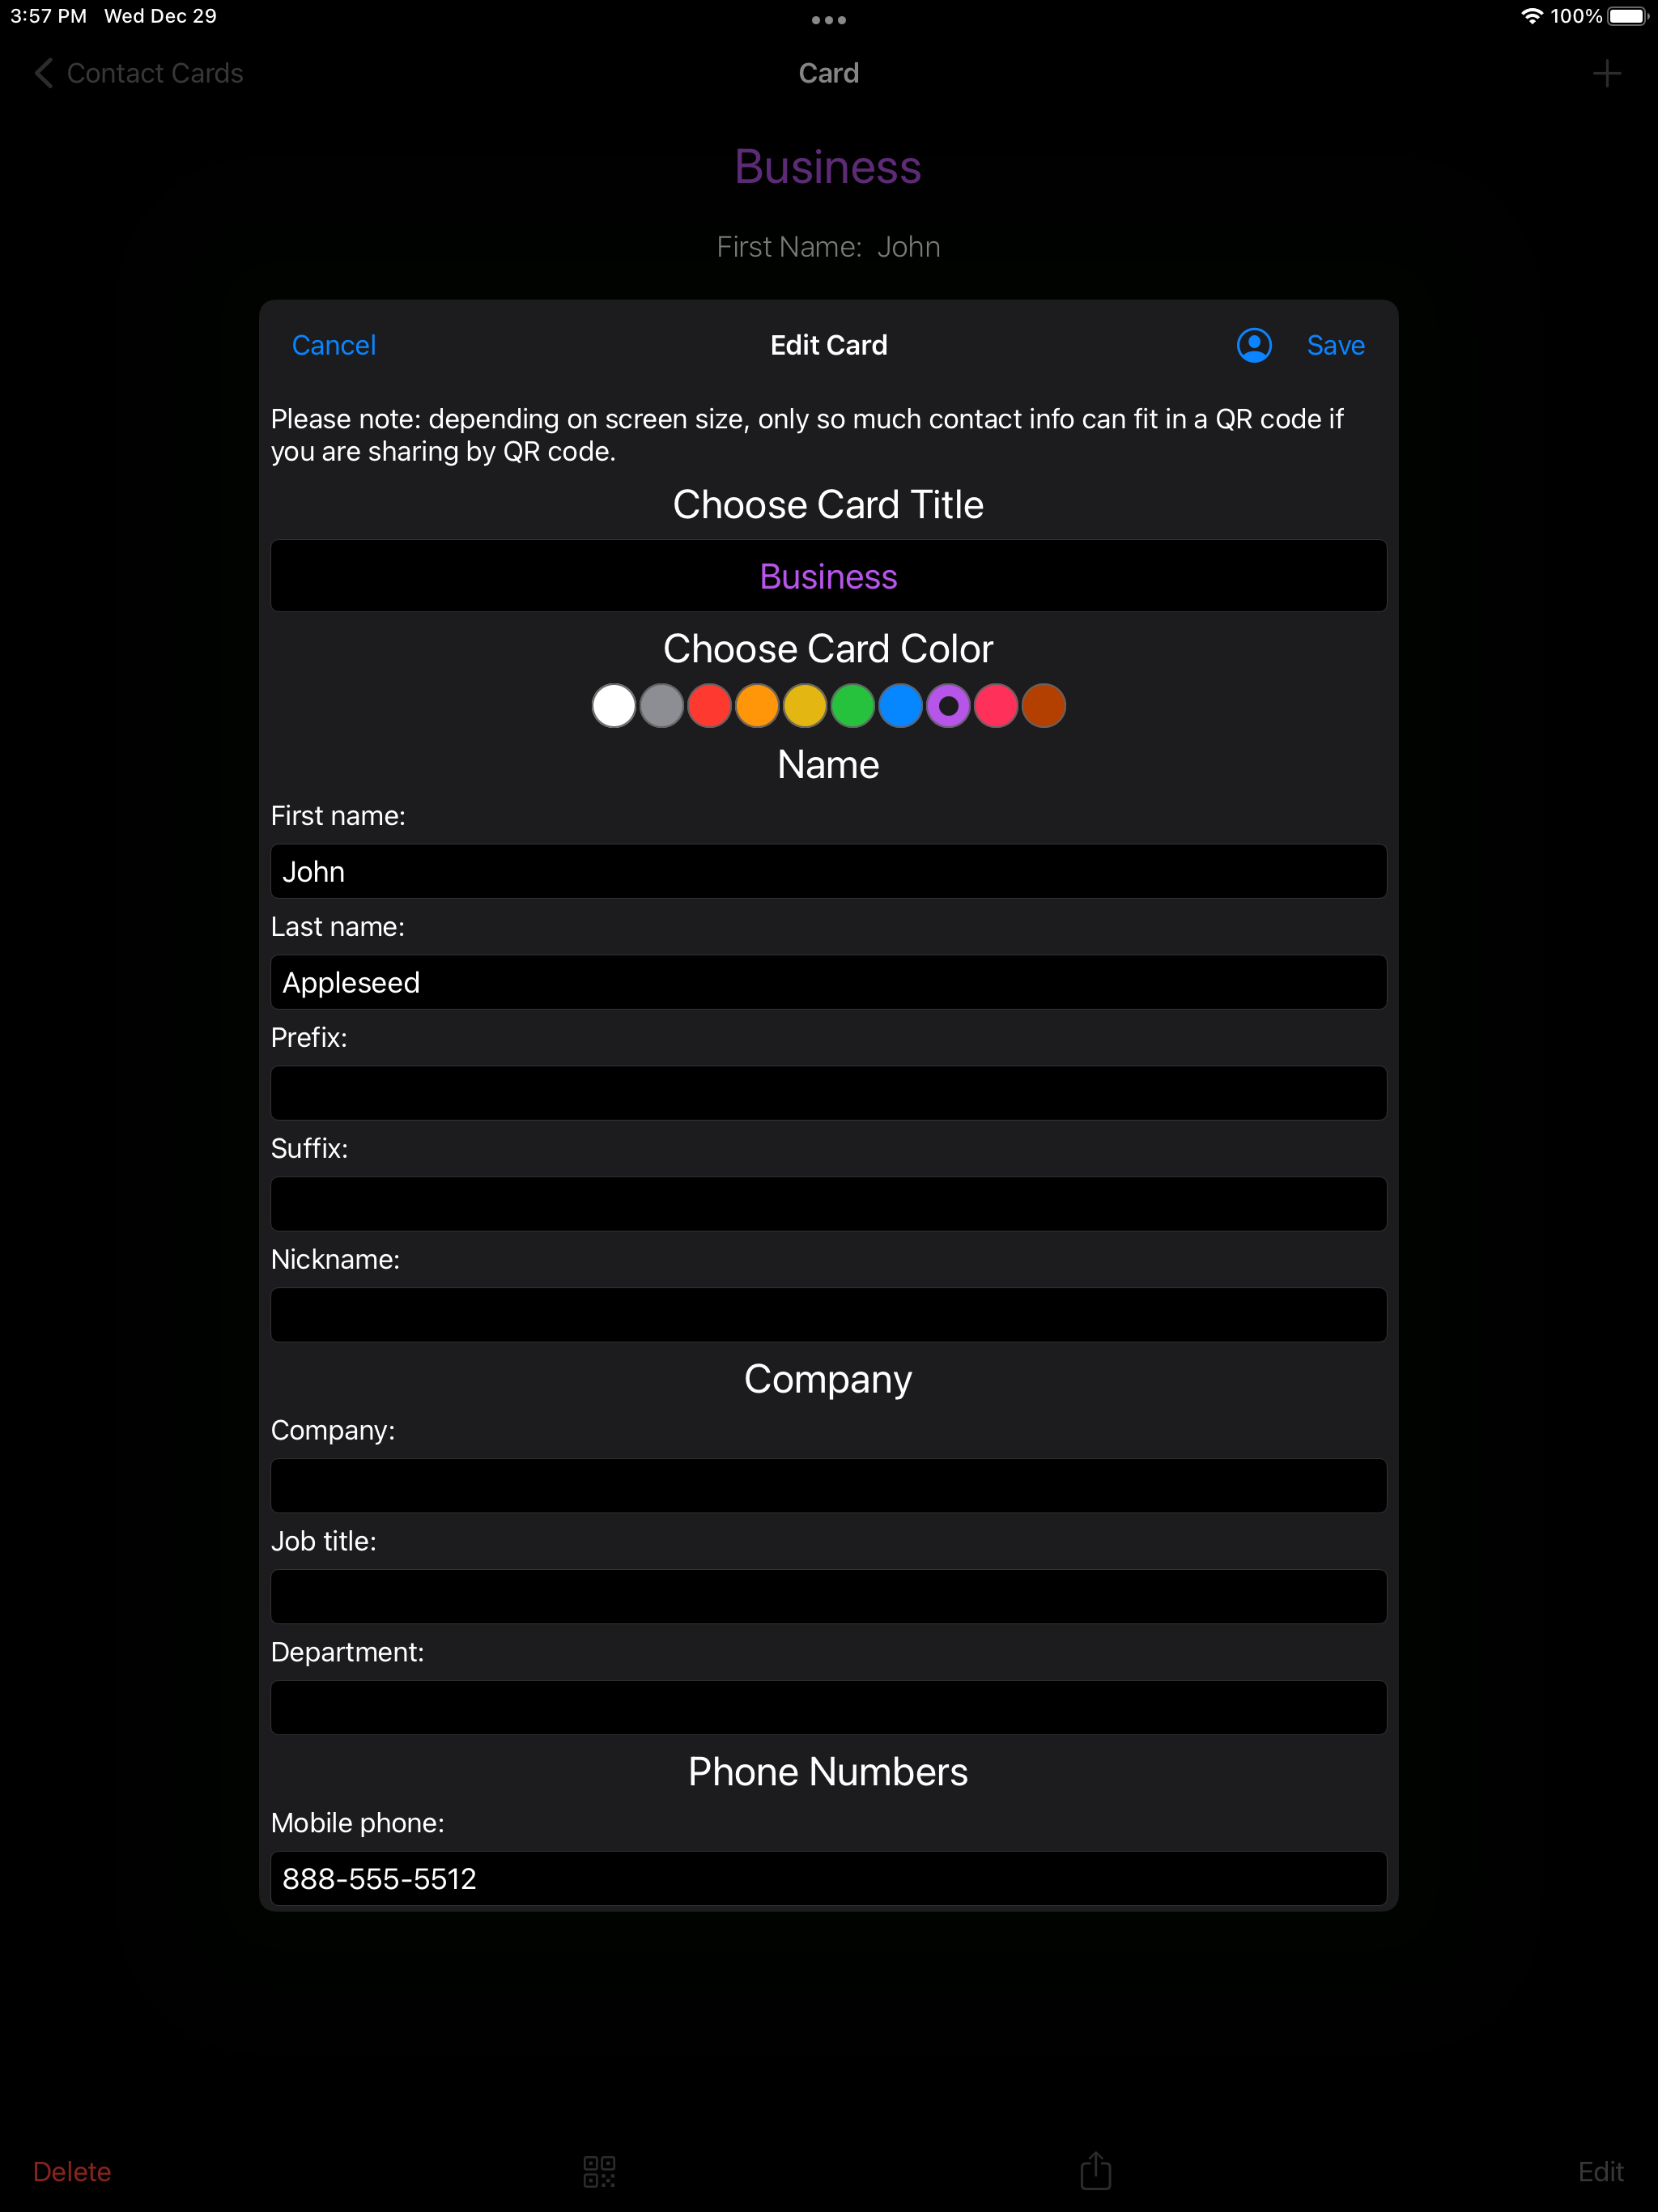 3:57 PM Wed Dec 29
100%
Contact Cards
Card
Business
First Name: John
Cancel
Edit Card
Save
Please note: depending on screen size, only so much contact info can fit in a QR code if
you are sharing by QR code.
Choose Card Title
Business
Choose Card Color
Name
First name:
John
Last name:
Appleseed
Prefix:
Suffix:
Nickname:
Company
Company:
Job title:
Department:
Phone Numbers
Mobile phone:
888-555-5512
Delete
Edit